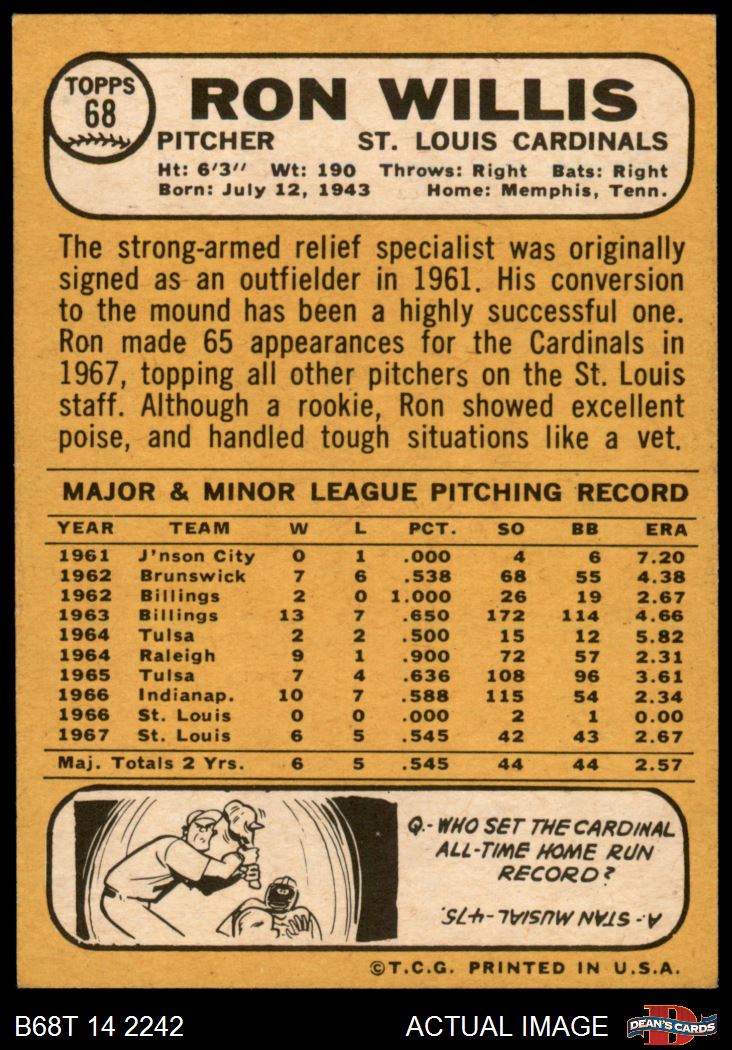 TOPPS
68
RON WILLIS
PITCHER ST. LOUIS CARDINALS
Ht: 6'3" Wt: 190 Throws: Right Bats: Right
Born: July 12, 1943 Home: Memphis, Tenn.
The strong-armed relief specialist was originally
signed as an outfielder in 1961. His conversion
to the mound has been a highly successful one.
Ron made 65 appearances for the Cardinals in
1967, topping all other pitchers on the St. Louis
staff. Although a rookie, Ron showed excellent
poise, and handled tough situations like a vet.
MAJOR & MINOR LEAGUE PITCHING RECORD
YEAR TEAM W L PCT. SO BB ERA
1961 J'nson City 0 1 .000 4 6 7.20
1962 Brunswick 7 6 .538 68 55 4.38
1962 Billings 2 0 1.000 26 19 2.67
1963 Billings 13 7 .650 172 114 4.66
1964 Tulsa 2 2 .500 15 12 5.82
1964 Raleigh 9 1 .900 72 57 2.31
1965 Tulsa 7 4 .636 108 96 3.61
1966 Indianap. 10 7 .588 115 54 2.34
1966 St. Louis 0 0 .000 2 1 0.00
1967 St. Louis 6 5 .545 42 43 2.67
Maj. Totals 2 Yrs. 6 5 .545 44 44 2.57
Q.- WHO SET THE CARDINAL
ALL-TIME HOME RUN
RECORD?
A.- STAN MUSIAL - 475.
©T.C.G. PRINTED IN U.S.A.
B68T 14 2242 ACTUAL IMAGE
D
DEAN'S CARDS